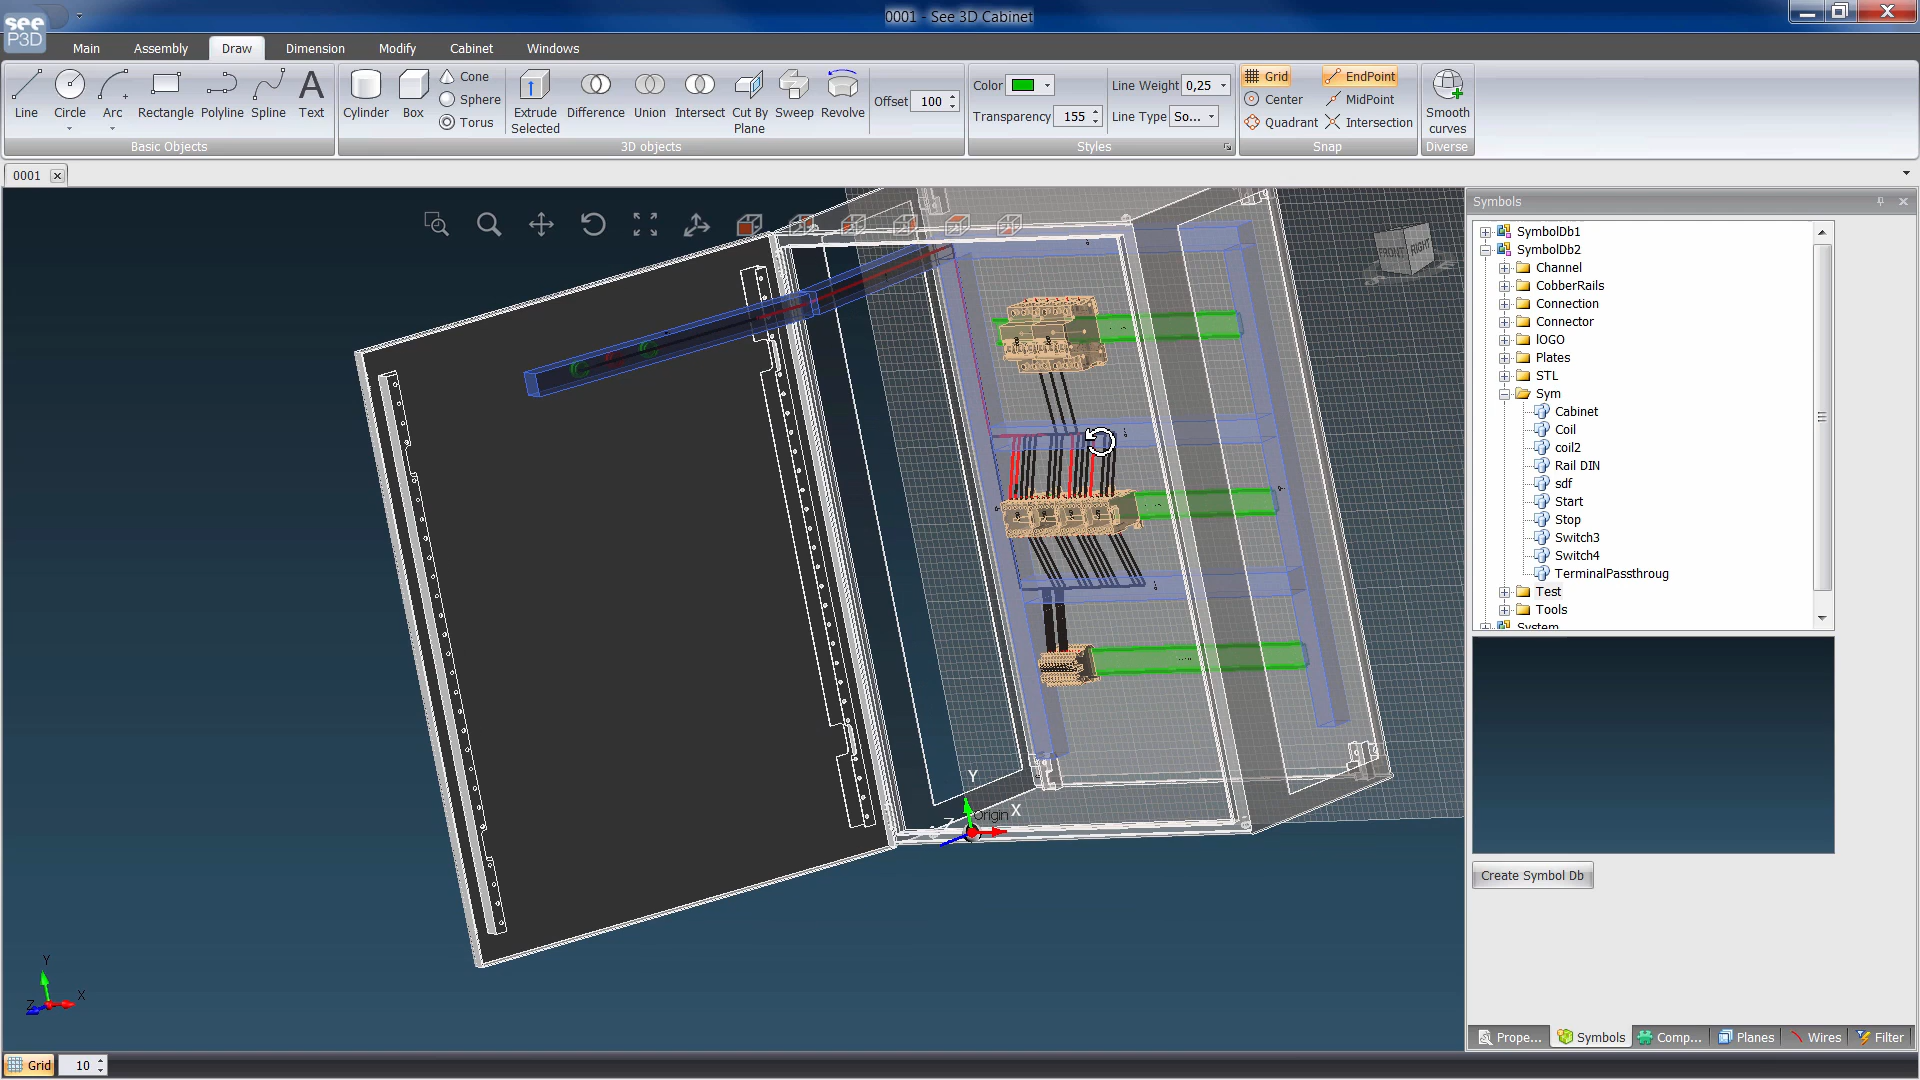 see
P3D
0001 - See 3D Cabinet
Main Assembly Draw Dimension Modify Cabinet Windows
Line
Circle
Arc
Rectangle
Polyline
Spline
A
Text
Basic Objects
Cylinder
Box
Cone
Sphere
Torus
Extrude Selected
Difference
Union
Intersect
Cut By Plane
Sweep
Revolve
Offset 100
3D objects
Color
Transparency 155
Line Weight 0,25
Line Type So...
Styles
Grid
EndPoint
Center
MidPoint
Quadrant
Intersection
Snap
Smooth curves
Diverse
0001
FRONT
RIGHT
Y
X
Origin
Y
X
Z
Symbols
SymbolDb1
SymbolDb2
Channel
CobberRails
Connection
Connector
lOGO
Plates
STL
Sym
Cabinet
Coil
coil2
Rail DIN
sdf
Start
Stop
Switch3
Switch4
TerminalPassthroug
Test
Tools
System
Create Symbol Db
Prope... Symbols Comp... Planes Wires Filter
Grid 10